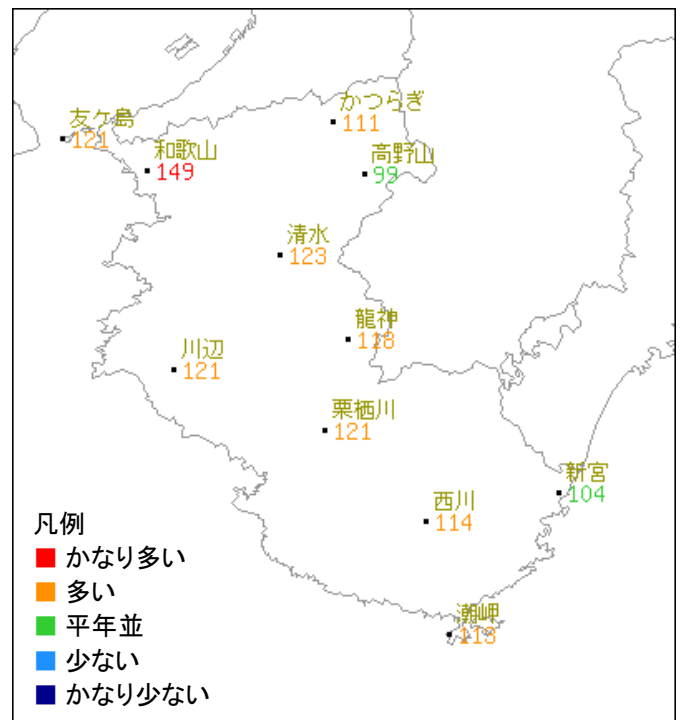 かつらぎ
111
友ケ島
121
和歌山
149
高野山
99
清水
123
龍神
118
川辺
121
栗栖川
121
新宮
104
西川
114
潮岬
113
凡例
かなり多い
多い
平年並
少ない
かなり少ない